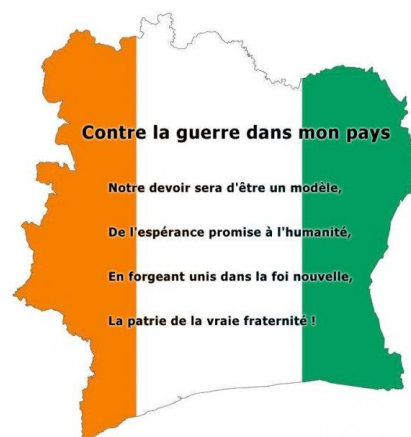 Contre la guerre dans mon pays
Notre devoir sera d'être un modèle,
De l'espérance promise à l'humanité,
En forgeant unis dans la foi nouvelle,
La patrie de la vraie fraternité !